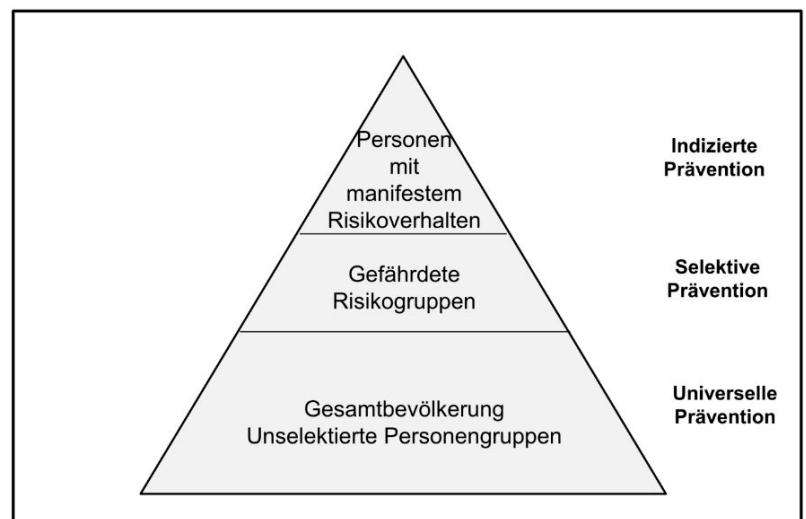 Personen
mit
manifestem
Risikoverhalten
Indizierte
Prävention
Gefährdete
Risikogruppen
Selektive
Prävention
Gesamtbevölkerung
Unselektierte Personengruppen
Universelle
Prävention